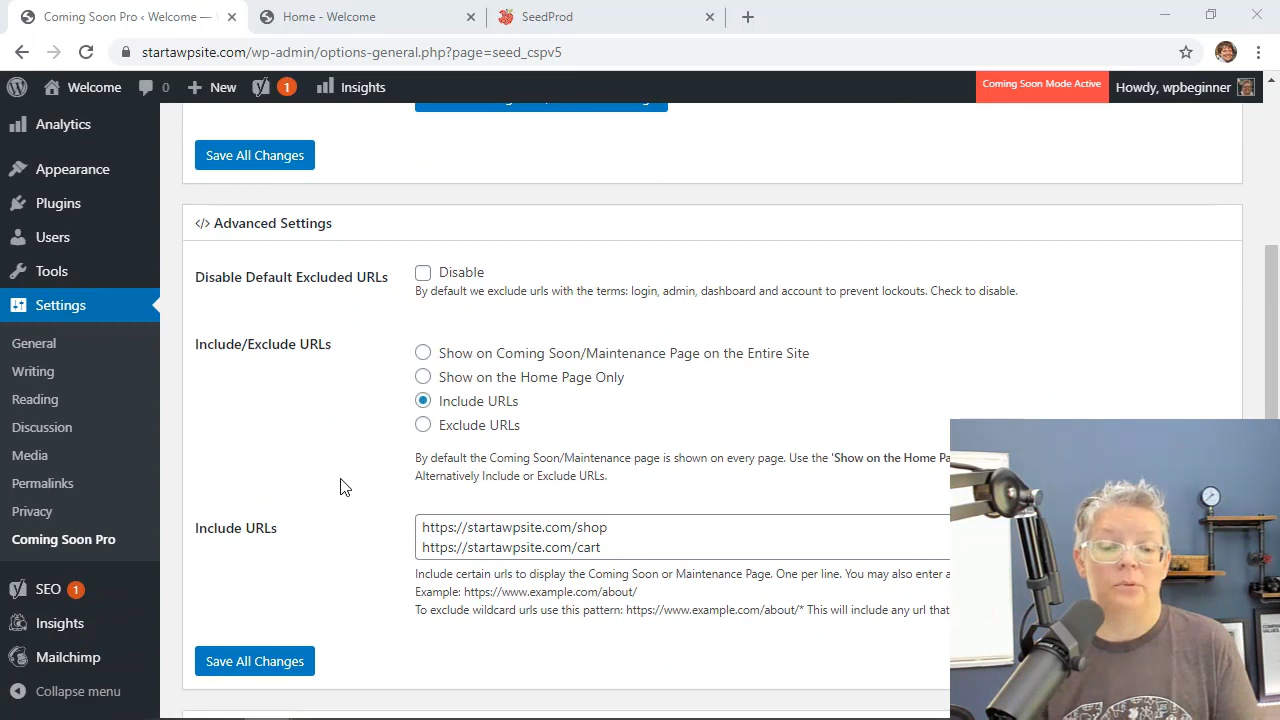 Coming Soon Pro ‹ Welcome —
Home - Welcome
SeedProd
startawpsite.com/wp-admin/options-general.php?page=seed_cspv5
Welcome
0
New
1
Insights
Coming Soon Mode Active
Howdy, wpbeginner
Analytics
Appearance
Plugins
Users
Tools
Settings
General
Writing
Reading
Discussion
Media
Permalinks
Privacy
Coming Soon Pro
SEO 1
Insights
Mailchimp
Collapse menu
Save All Changes
</> Advanced Settings
Disable Default Excluded URLs
Disable
By default we exclude urls with the terms: login, admin, dashboard and account to prevent lockouts. Check to disable.
Include/Exclude URLs
Show on Coming Soon/Maintenance Page on the Entire Site
Show on the Home Page Only
Include URLs
Exclude URLs
By default the Coming Soon/Maintenance page is shown on every page. Use the 'Show on the Home Pa
Alternatively Include or Exclude URLs.
Include URLs
https://startawpsite.com/shop
https://startawpsite.com/cart
Include certain urls to display the Coming Soon or Maintenance Page. One per line. You may also enter a
Example: https://www.example.com/about/
To exclude wildcard urls use this pattern: https://www.example.com/about/* This will include any url that
Save All Changes